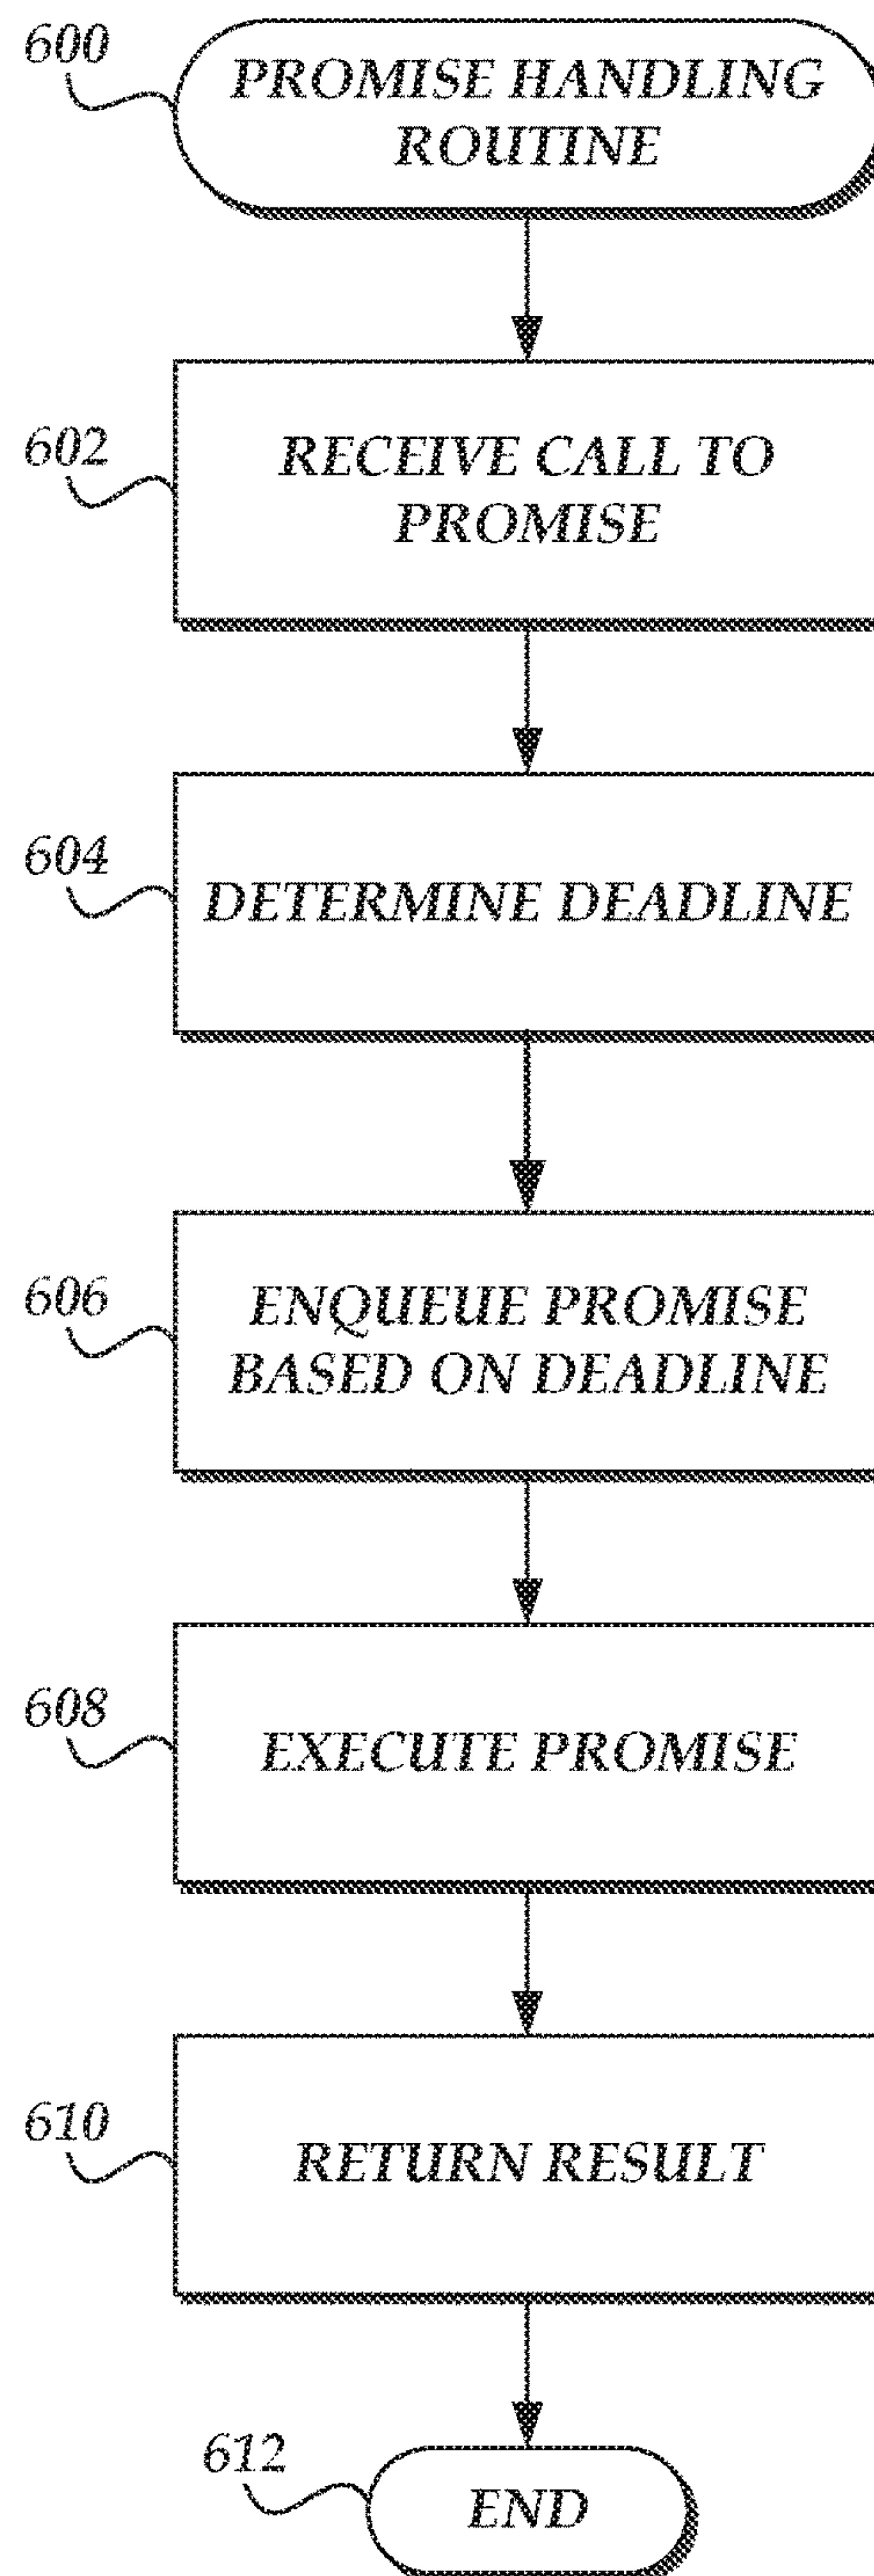 600
PROMISE HANDLING
ROUTINE
602
RECEIVE CALL TO
PROMISE
604
DETERMINE DEADLINE
606
ENQUEUE PROMISE
BASED ON DEADLINE
608
EXECUTE PROMISE
610
RETURN RESULT
612
END